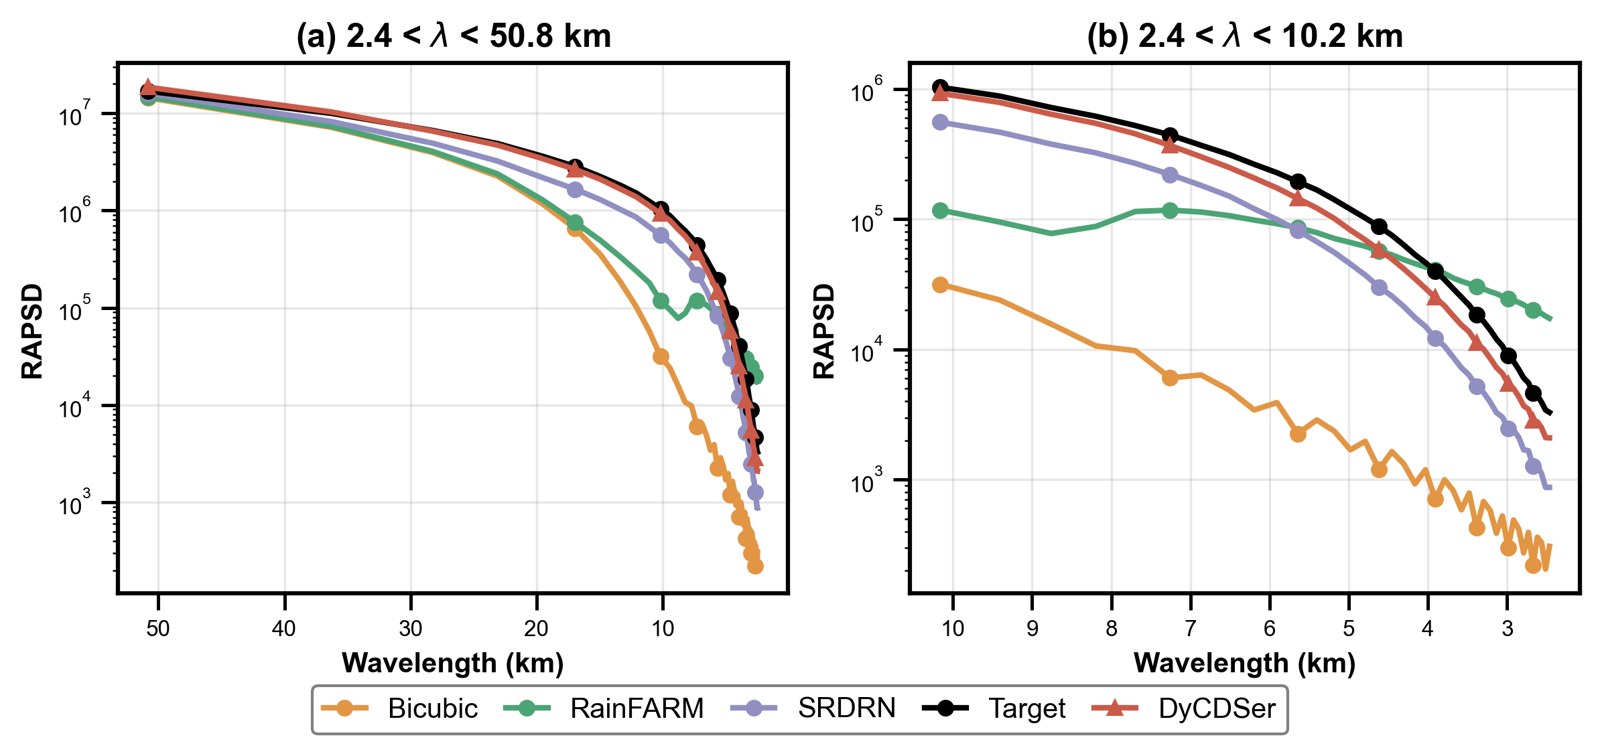 (a) 2.4 < λ < 50.8 km
RAPSD
10^7
10^6
10^5
10^4
10^3
50 40 30 20 10
Wavelength (km)
(b) 2.4 < λ < 10.2 km
RAPSD
10^6
10^5
10^4
10^3
10 9 8 7 6 5 4 3
Wavelength (km)
Bicubic RainFARM SRDRN Target DyCDSer